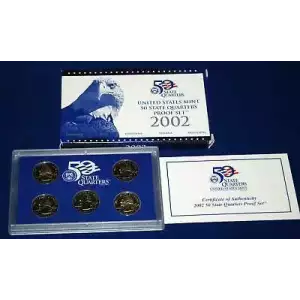 50
STATE
QUARTERS
UNITED STATES MINT
50 STATE QUARTERS
PROOF SET
2002
2002
50
STATE
QUARTERS
50
STATE QUARTERS
Certificate of Authenticity
2002 50 State Quarters Proof Set